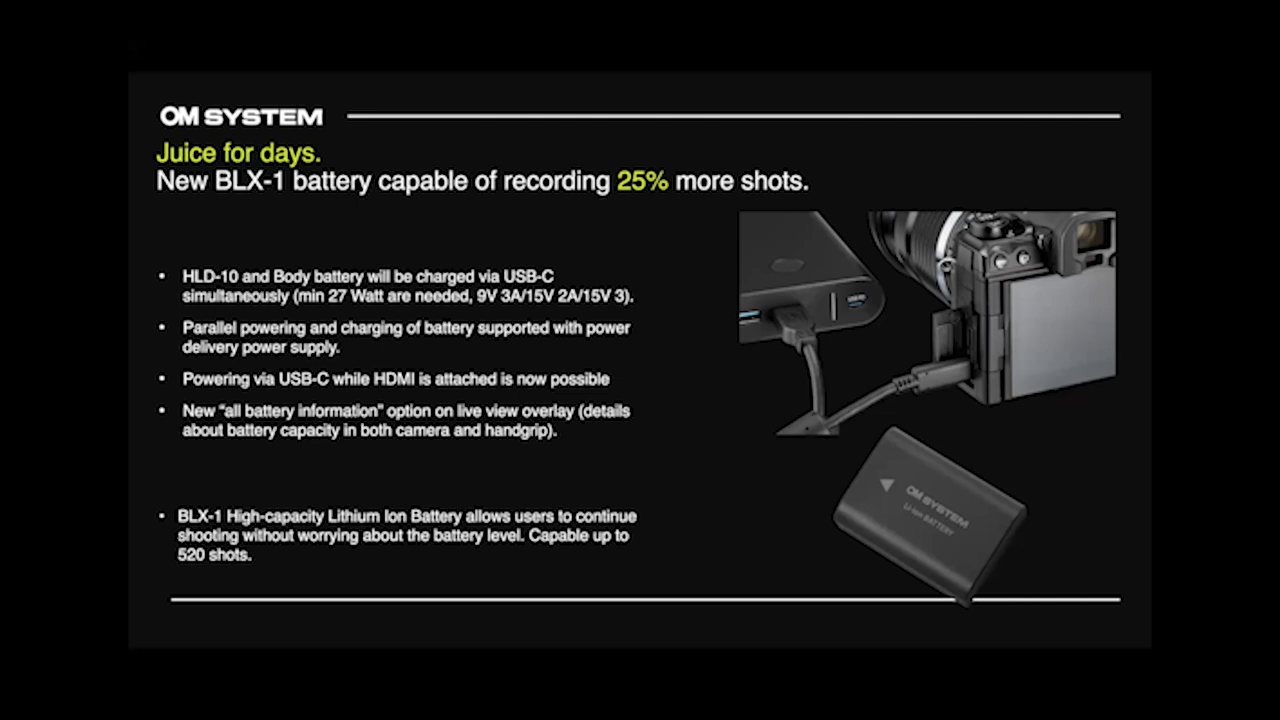 OM SYSTEM
Juice for days.
New BLX-1 battery capable of recording 25% more shots.
• HLD-10 and Body battery will be charged via USB-C
simultaneously (min 27 Watt are needed, 9V 3A/15V 2A/15V 3).
• Parallel powering and charging of battery supported with power
delivery power supply.
• Powering via USB-C while HDMI is attached is now possible
• New “all battery information” option on live view overlay (details
about battery capacity in both camera and handgrip).
• BLX-1 High-capacity Lithium Ion Battery allows users to continue
shooting without worrying about the battery level. Capable up to
520 shots.
OM SYSTEM
Li-ion BATTERY